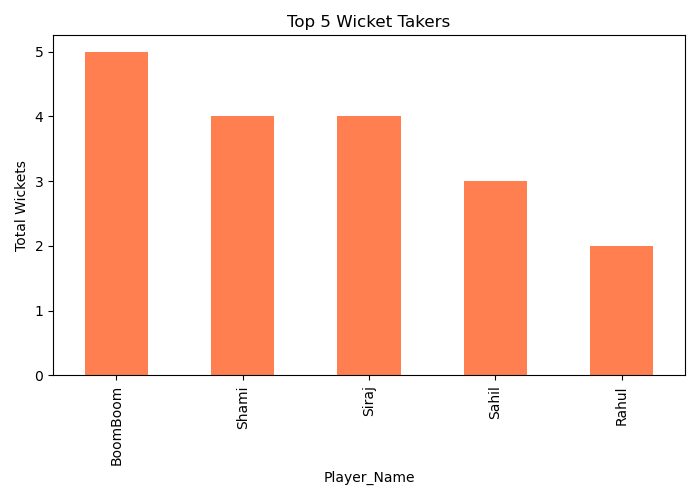 Top 5 Wicket Takers
Total Wickets
5
4
3
2
1
0
BoomBoom
Shami
Siraj
Sahil
Rahul
Player_Name